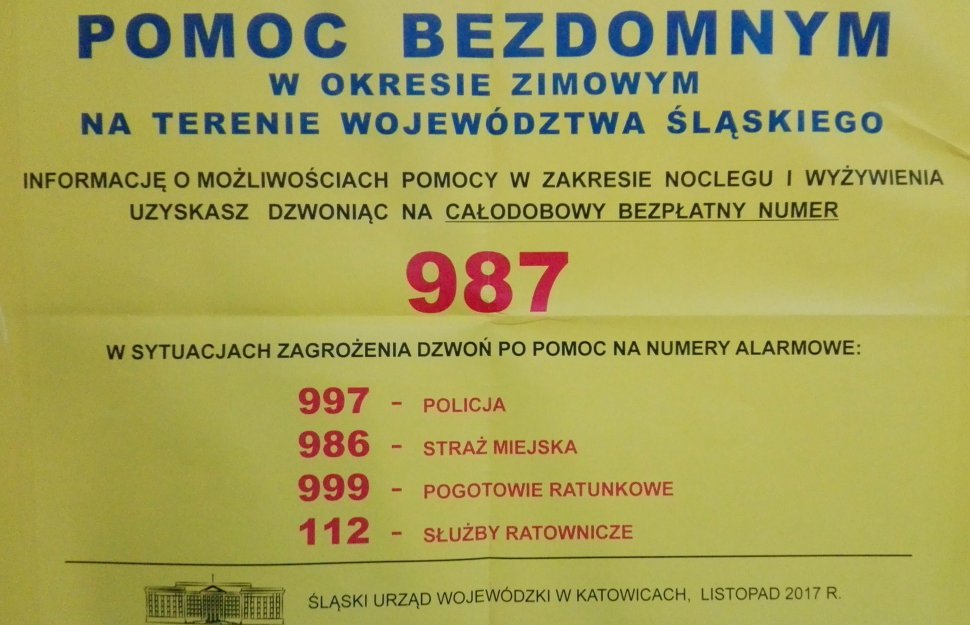 POMOC BEZDOMNYM
W OKRESIE ZIMOWYM
NA TERENIE WOJEWÓDZTWA ŚLĄSKIEGO
INFORMACJĘ O MOŻLIWOŚCIACH POMOCY W ZAKRESIE NOCLEGU I WYŻYWIENIA
UZYSKASZ DZWONIĄC NA CAŁODOBOWY BEZPŁATNY NUMER
987
W SYTUACJACH ZAGROŻENIA DZWOŃ PO POMOC NA NUMERY ALARMOWE:
997 - POLICJA
986 - STRAŻ MIEJSKA
999 - POGOTOWIE RATUNKOWE
112 - SŁUŻBY RATOWNICZE
ŚLĄSKI URZĄD WOJEWÓDZKI W KATOWICACH, LISTOPAD 2017 R.